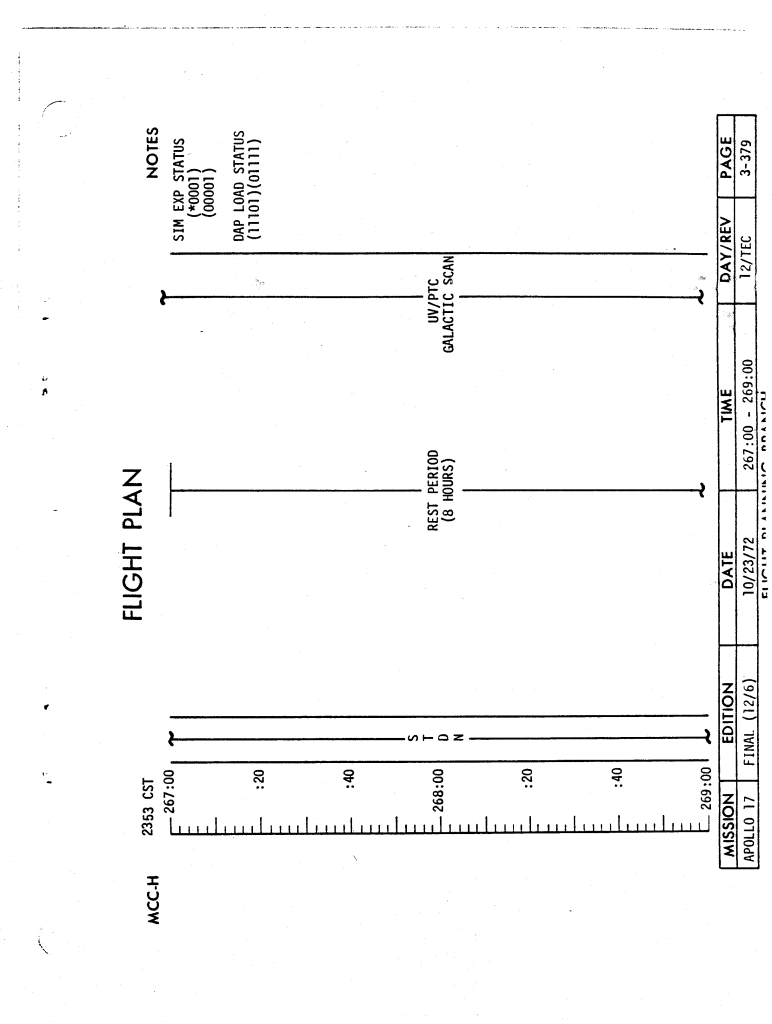 FLIGHT PLAN
MCC-H
2353 CST
NOTES
267:00
:20
:40
268:00
:20
:40
269:00
S
T
D
N
REST PERIOD
(8 HOURS)
UV/PTC
GALACTIC SCAN
SIM EXP STATUS
(*0001)
(00001)
DAP LOAD STATUS
(11101)(01111)
MISSION EDITION DATE TIME DAY/REV PAGE
APOLLO 17 FINAL (12/6) 10/23/72 267:00 - 269:00 12/TEC 3-379
FLIGHT PLANNING BRANCH